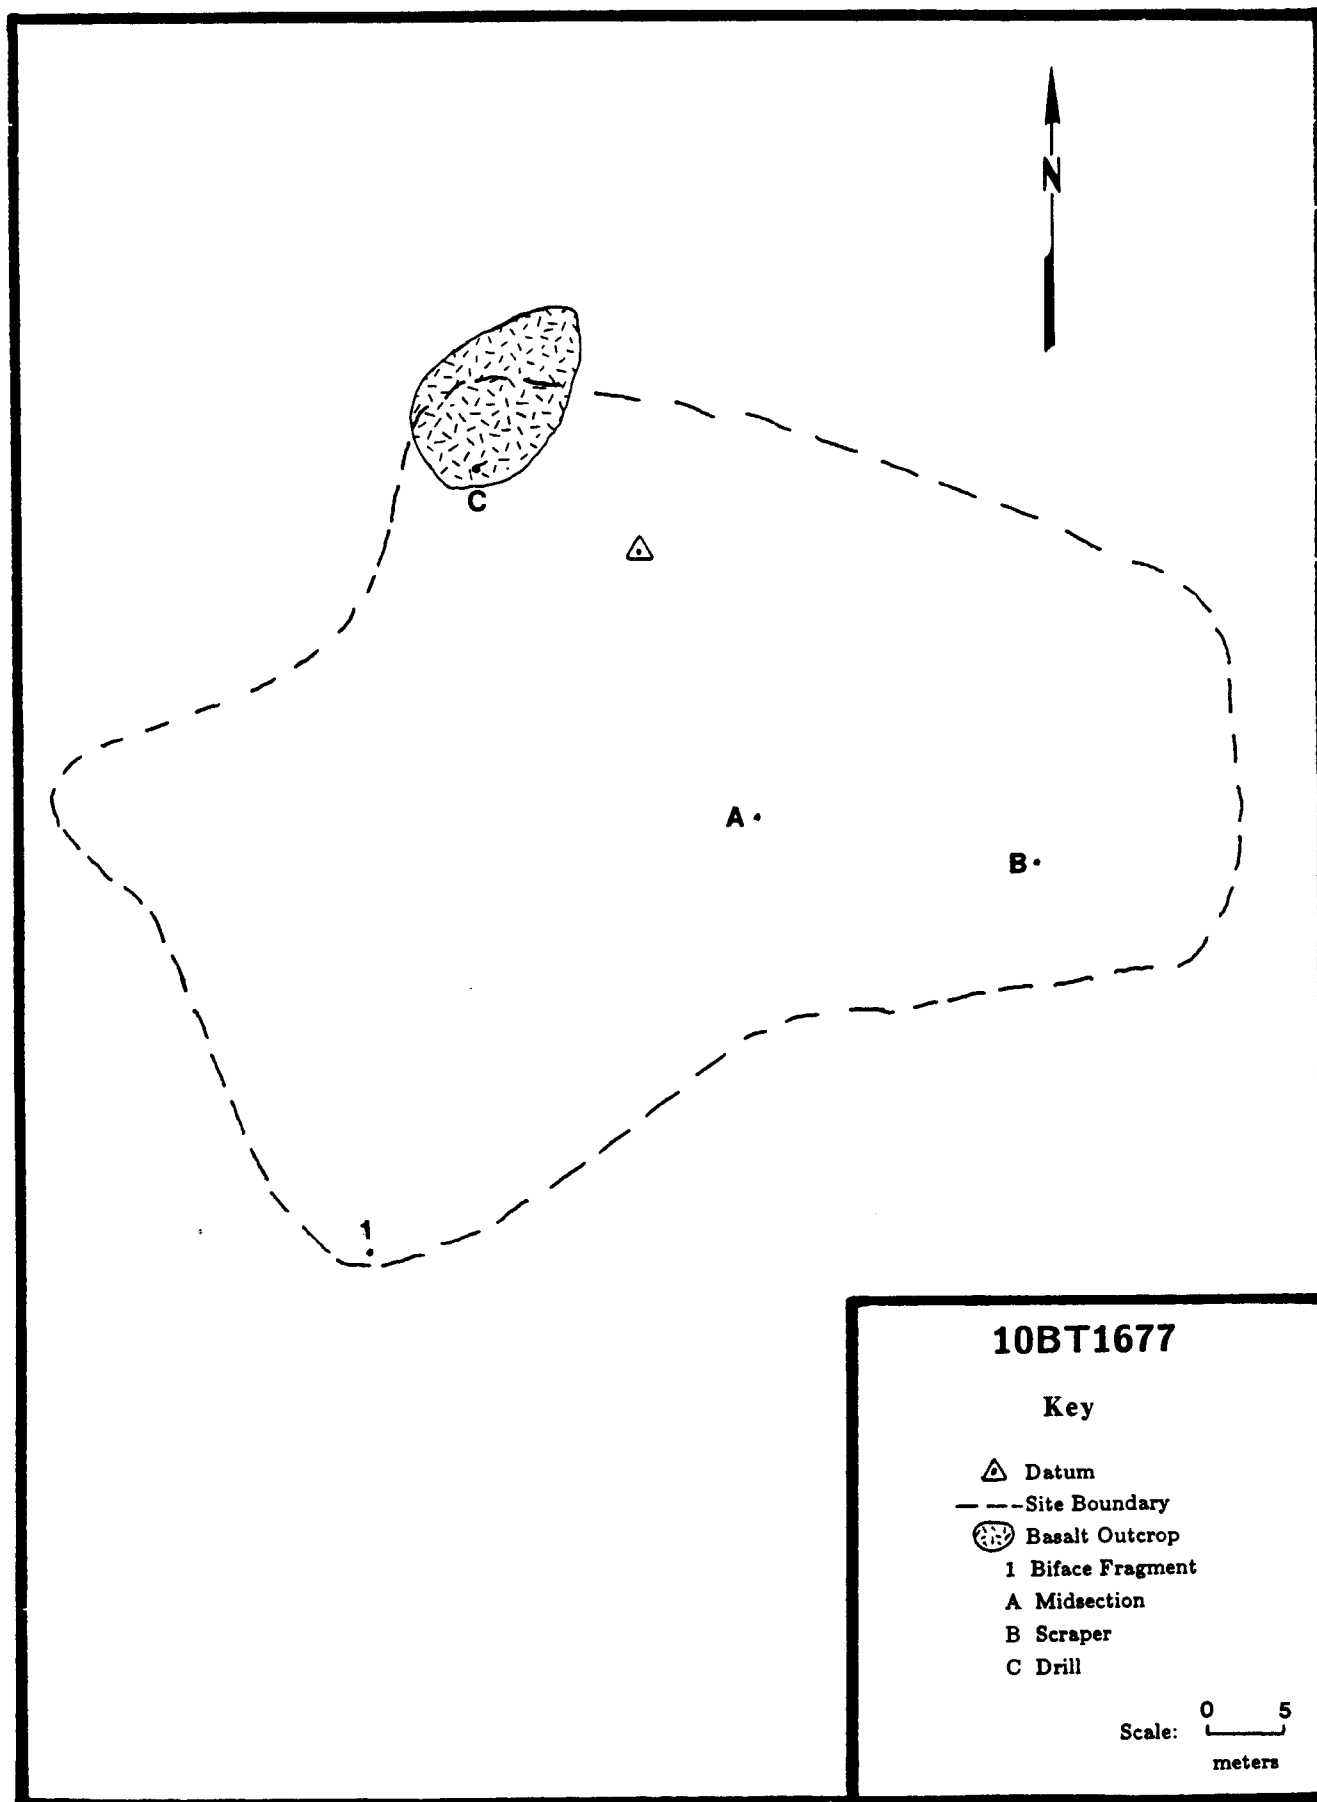 N
C
A
B
1
10BT1677
Key
Datum
Site Boundary
Basalt Outcrop
1 Biface Fragment
A Midsection
B Scraper
C Drill
0 5
Scale:
meters